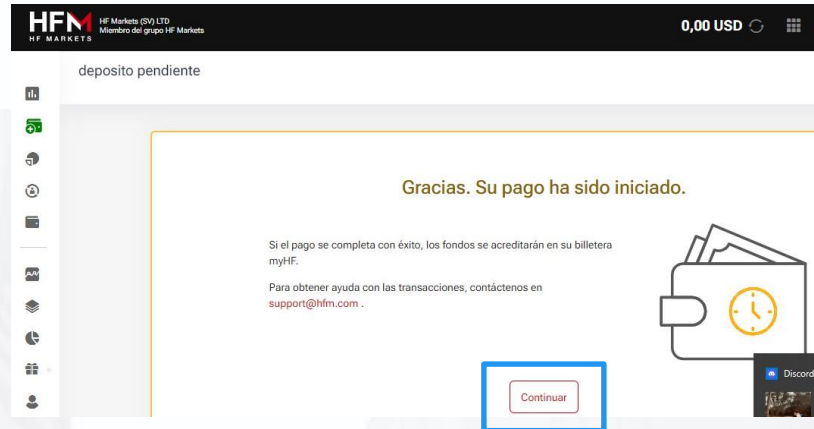 HFM
HF MARKETS
HF Markets (SV) LTD
Miembro del grupo HF Markets
0,00 USD
deposito pendiente
Gracias. Su pago ha sido iniciado.
Si el pago se completa con éxito, los fondos se acreditarán en su billetera
myHF.
Para obtener ayuda con las transacciones, contáctenos en
support@hfm.com .
Continuar
Discord